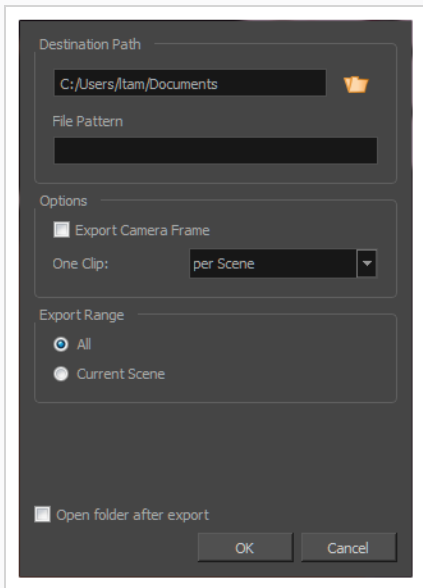 Destination Path
C:/Users/ltam/Documents
File Pattern
Options
Export Camera Frame
One Clip: per Scene
Export Range
All
Current Scene
Open folder after export
OK Cancel